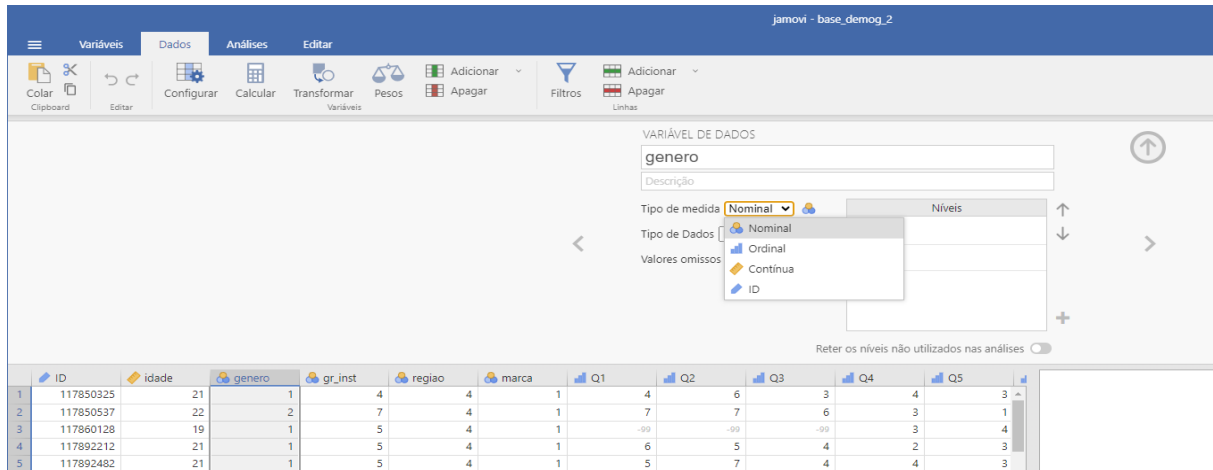 jamovi - base_demog_2
Variáveis Dados Análises Editar
Colar Configurar Calcular Transformar Pesos Adicionar Apagar Filtros Adicionar Apagar
Clipboard Editar Variáveis Linhas
VARIÁVEL DE DADOS
genero
Descrição
Tipo de medida Nominal Níveis
Nominal
Tipo de Dados
Ordinal
Valores omissos
Contínua
ID
Reter os níveis não utilizados nas análises
ID idade genero gr_inst regiao marca Q1 Q2 Q3 Q4 Q5
1 117850325 21 1 4 4 1 4 6 3 4 3
2 117850537 22 2 7 4 1 7 7 6 3 1
3 117860128 19 1 5 4 1 -99 -99 -99 3 4
4 117892212 21 1 5 4 1 6 5 4 2 3
5 117892482 21 1 5 4 1 5 7 4 4 3